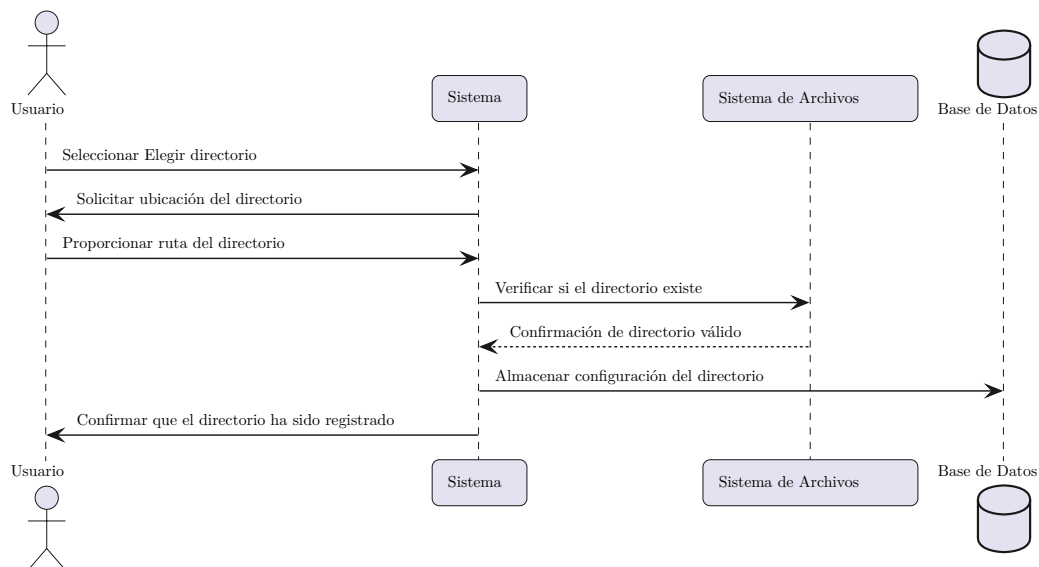 Usuario
Sistema
Sistema de Archivos
Base de Datos
Seleccionar Elegir directorio
Solicitar ubicación del directorio
Proporcionar ruta del directorio
Verificar si el directorio existe
Confirmación de directorio válido
Almacenar configuración del directorio
Confirmar que el directorio ha sido registrado
Usuario
Sistema
Sistema de Archivos
Base de Datos